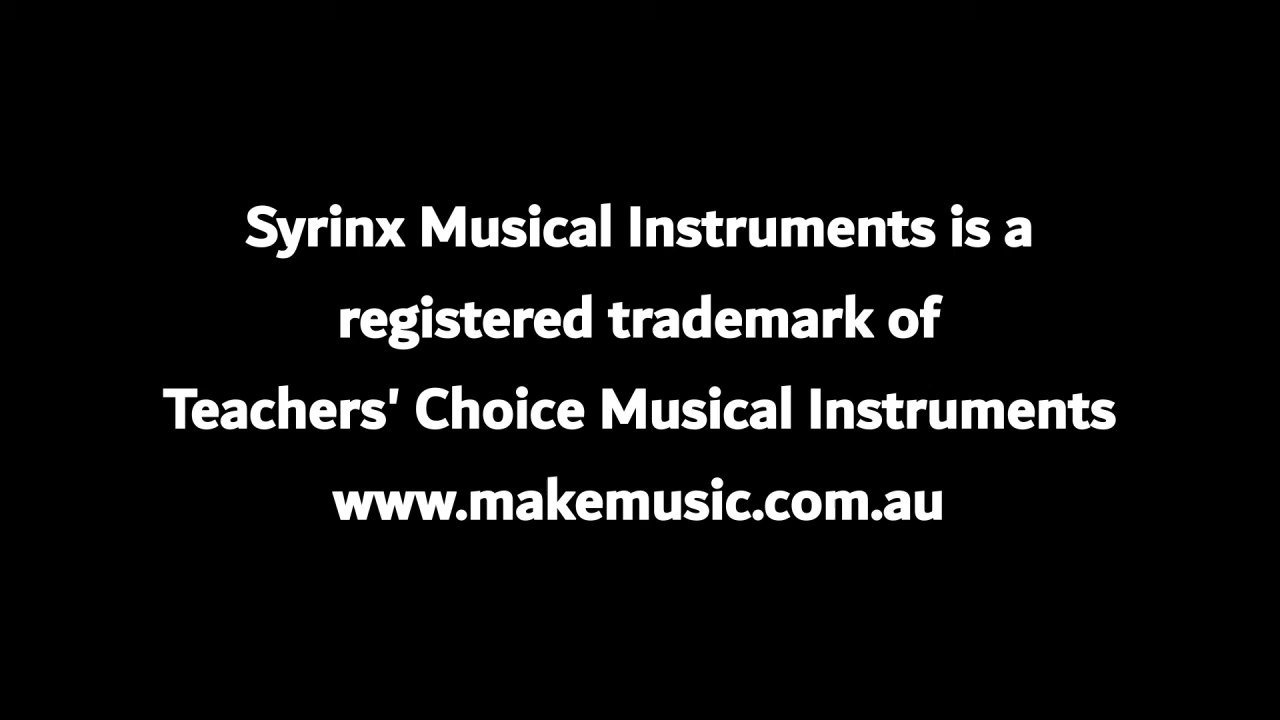 Syrinx Musical Instruments is a
registered trademark of
Teachers' Choice Musical Instruments
www.makemusic.com.au